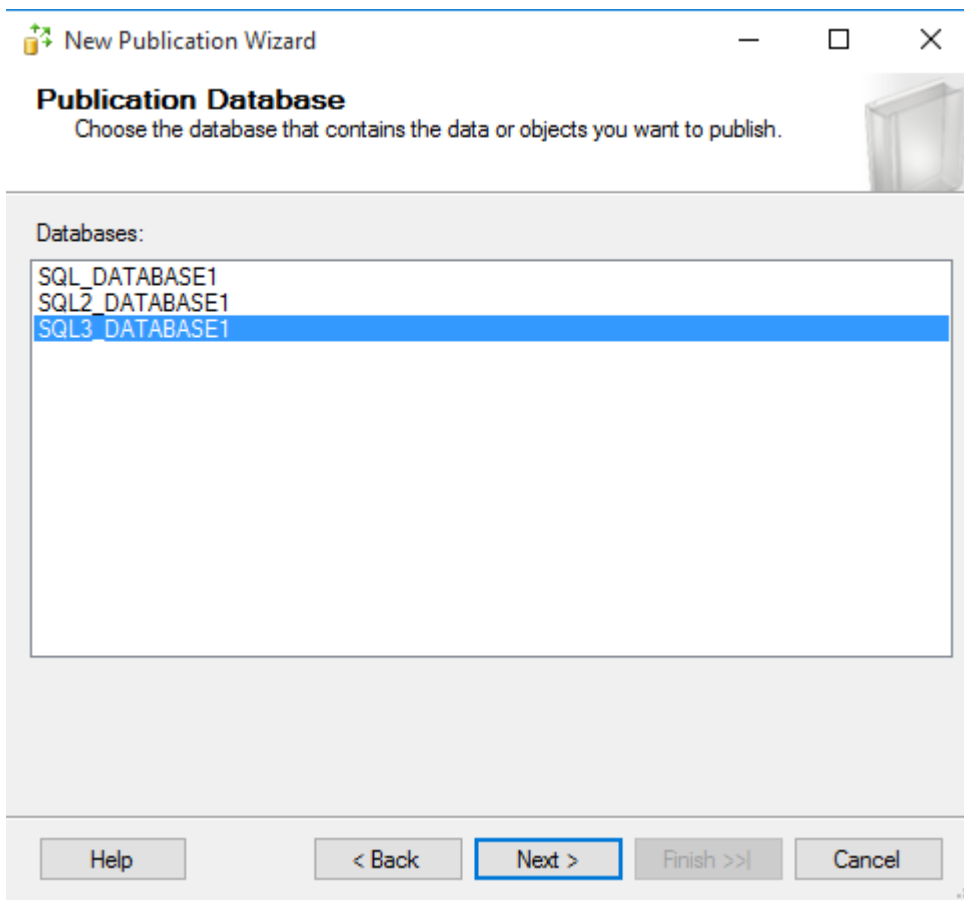 New Publication Wizard
Publication Database
Choose the database that contains the data or objects you want to publish.
Databases:
SQL_DATABASE1
SQL2_DATABASE1
SQL3_DATABASE1
Help
< Back
Next >
Finish >>|
Cancel